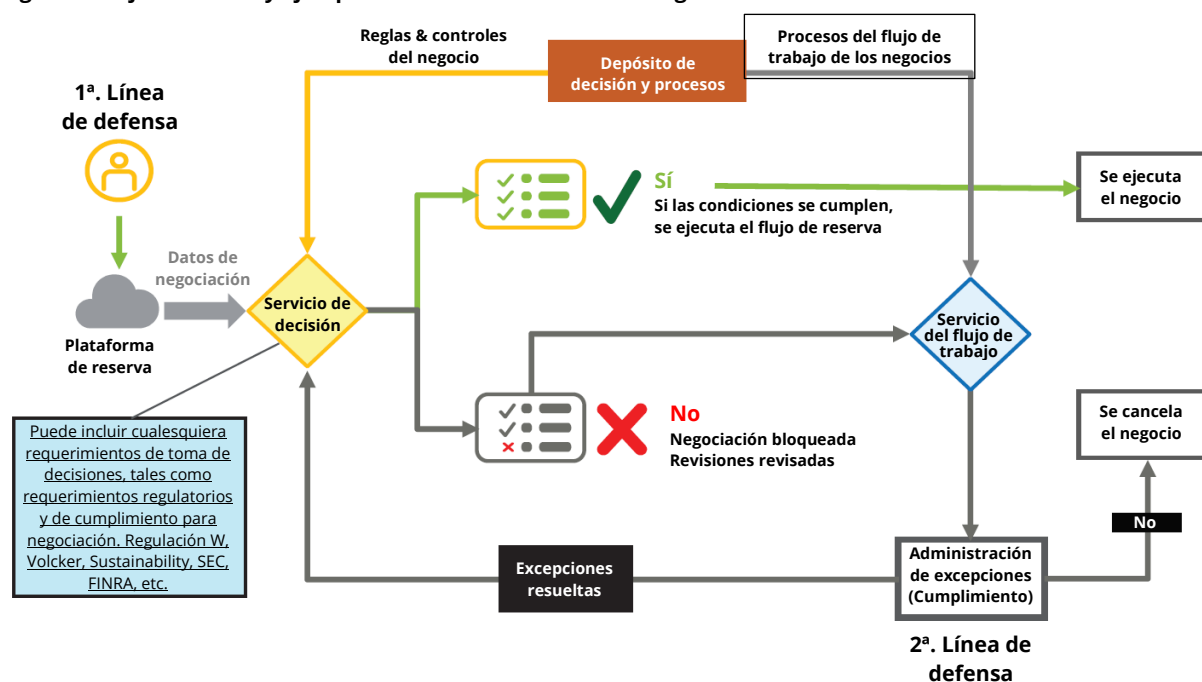 Reglas & controles
del negocio
Depósito de
decisión y procesos
Procesos del flujo de
trabajo de los negocios
1ª. Línea
de defensa
Sí
Si las condiciones se cumplen,
se ejecuta el flujo de reserva
Se ejecuta
el negocio
Datos de
negociación
Servicio de
decisión
Plataforma
de reserva
Servicio
del flujo de
trabajo
No
Negociación bloqueada
Revisiones revisadas
Se cancela
el negocio
Puede incluir cualesquiera
requerimientos de toma de
decisiones, tales como
requerimientos regulatorios
y de cumplimiento para
negociación. Regulación W,
Volcker, Sustainability, SEC,
FINRA, etc.
No
Excepciones
resueltas
Administración
de excepciones
(Cumplimiento)
2ª. Línea de
defensa